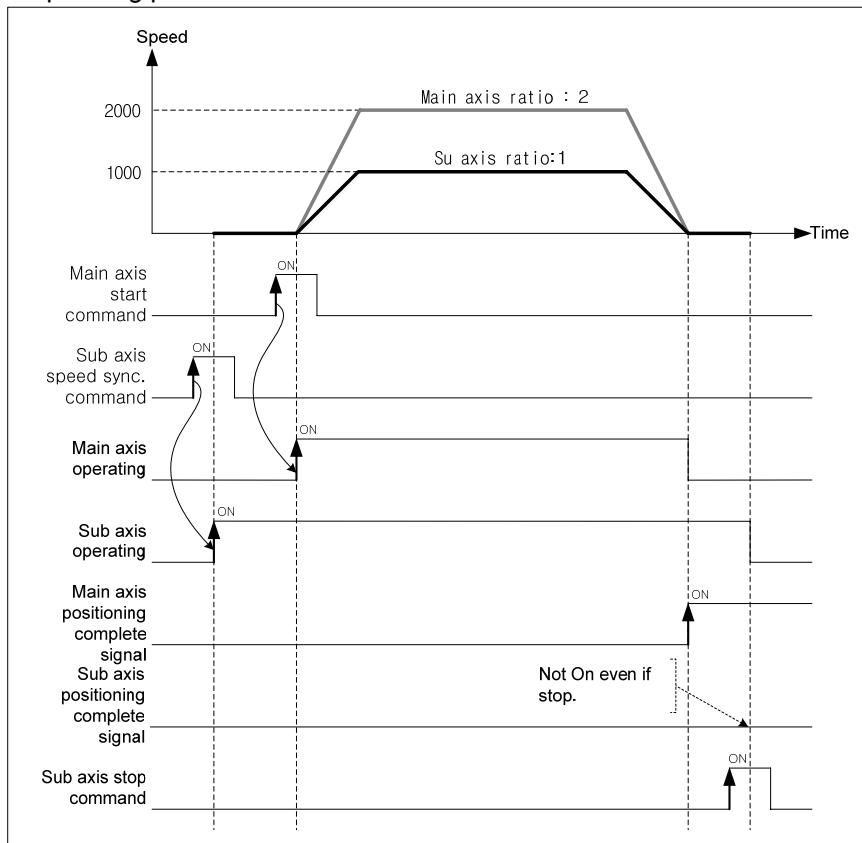 Speed
2000
Main axis ratio : 2
1000
Su axis ratio:1
Time
Main axis
start
command
ON
Sub axis
speed sync.
command
ON
Main axis
operating
ON
Sub axis
operating
ON
Main axis
positioning
complete
signal
ON
Sub axis
positioning
complete
signal
Not On even if
stop.
Sub axis stop
command
ON